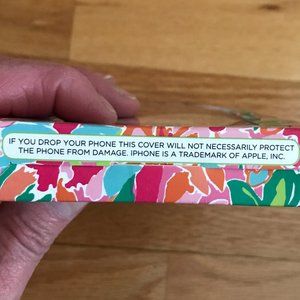 IF YOU DROP YOUR PHONE THIS COVER WILL NOT NECESSARILY PROTECT
THE PHONE FROM DAMAGE. IPHONE IS A TRADEMARK OF APPLE, INC.